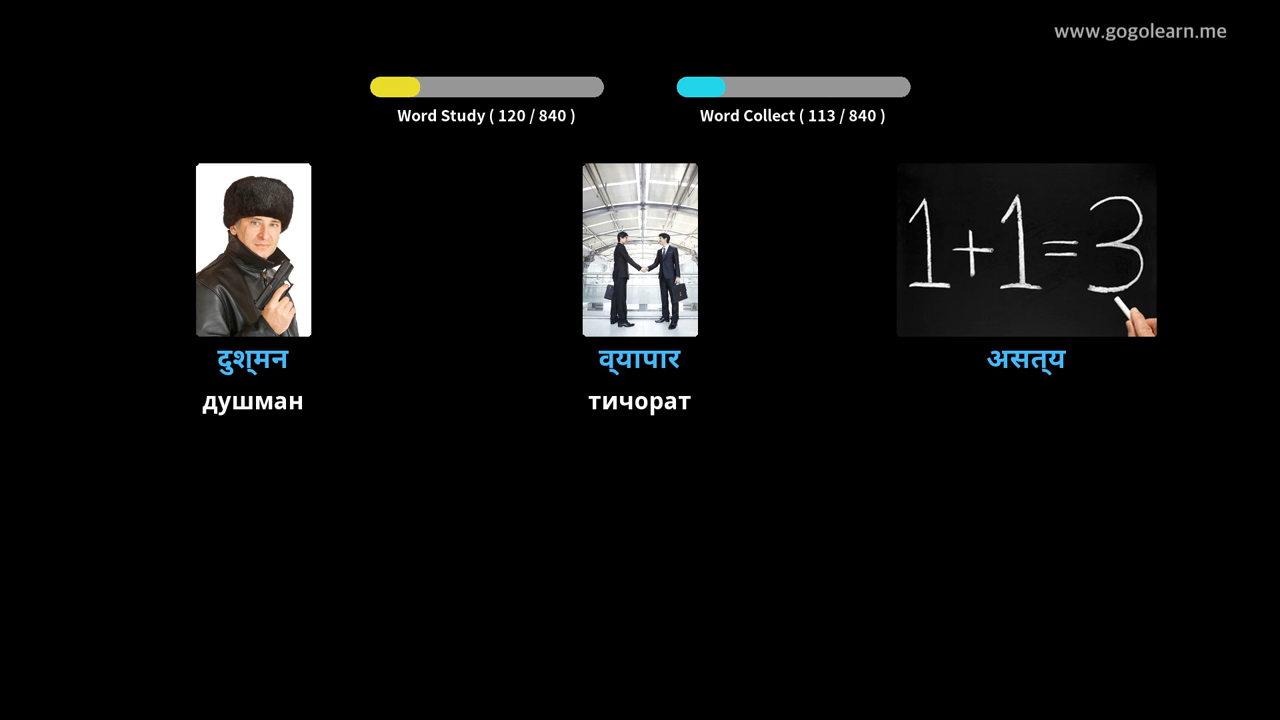 www.gogolearn.me
Word Study ( 120 / 840 )
Word Collect ( 113 / 840 )
1+1=3
दुश्मन
व्यापार
असत्य
душман
тичорат